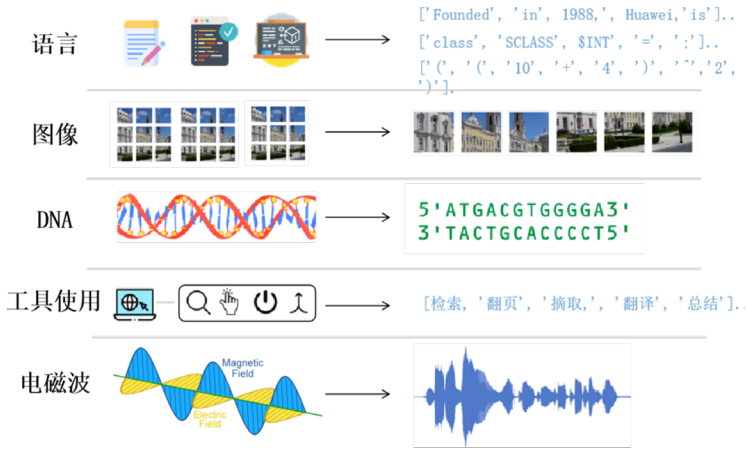 语言
['Founded', 'in', 1988,', Huawei,'is']..
['class', 'SCLASS', $INT', '=', ';']..
['(', '(', '10', '+', '4', ')', '^','2',
')'].
图像
DNA
5'ATGACGTGGGGA3'
3'TACTGCACCCCT5'
工具使用
[检索, '翻页', '摘取,', '翻译', '总结']..
电磁波
Magnetic
Field
Electric
Field